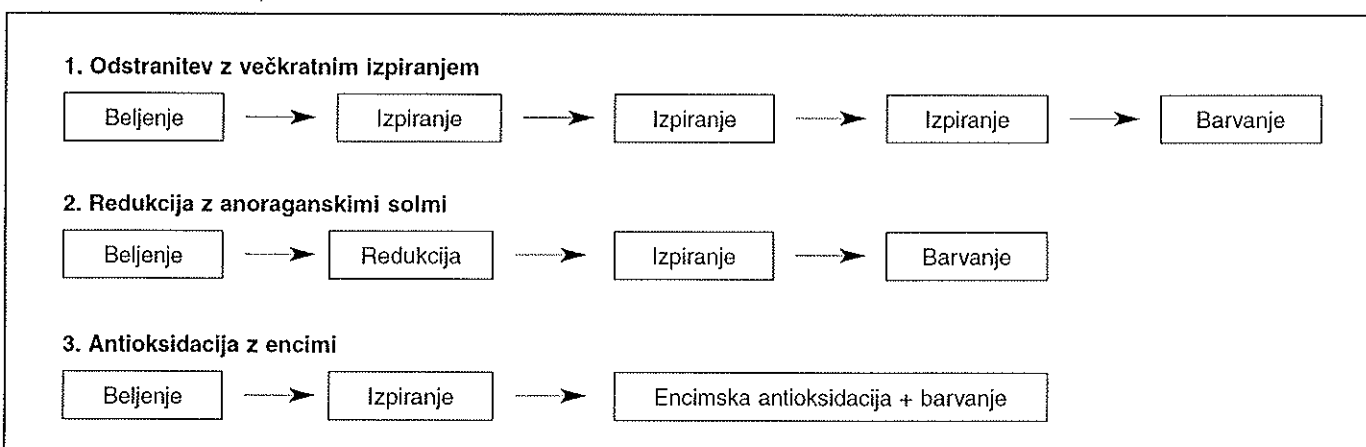 1. Odstranitev z večkratnim izpiranjem
Beljenje Izpiranje Izpiranje Izpiranje Barvanje
2. Redukcija z anoraganskimi solmi
Beljenje Redukcija Izpiranje Barvanje
3. Antioksidacija z encimi
Beljenje Izpiranje Encimska antioksidacija + barvanje